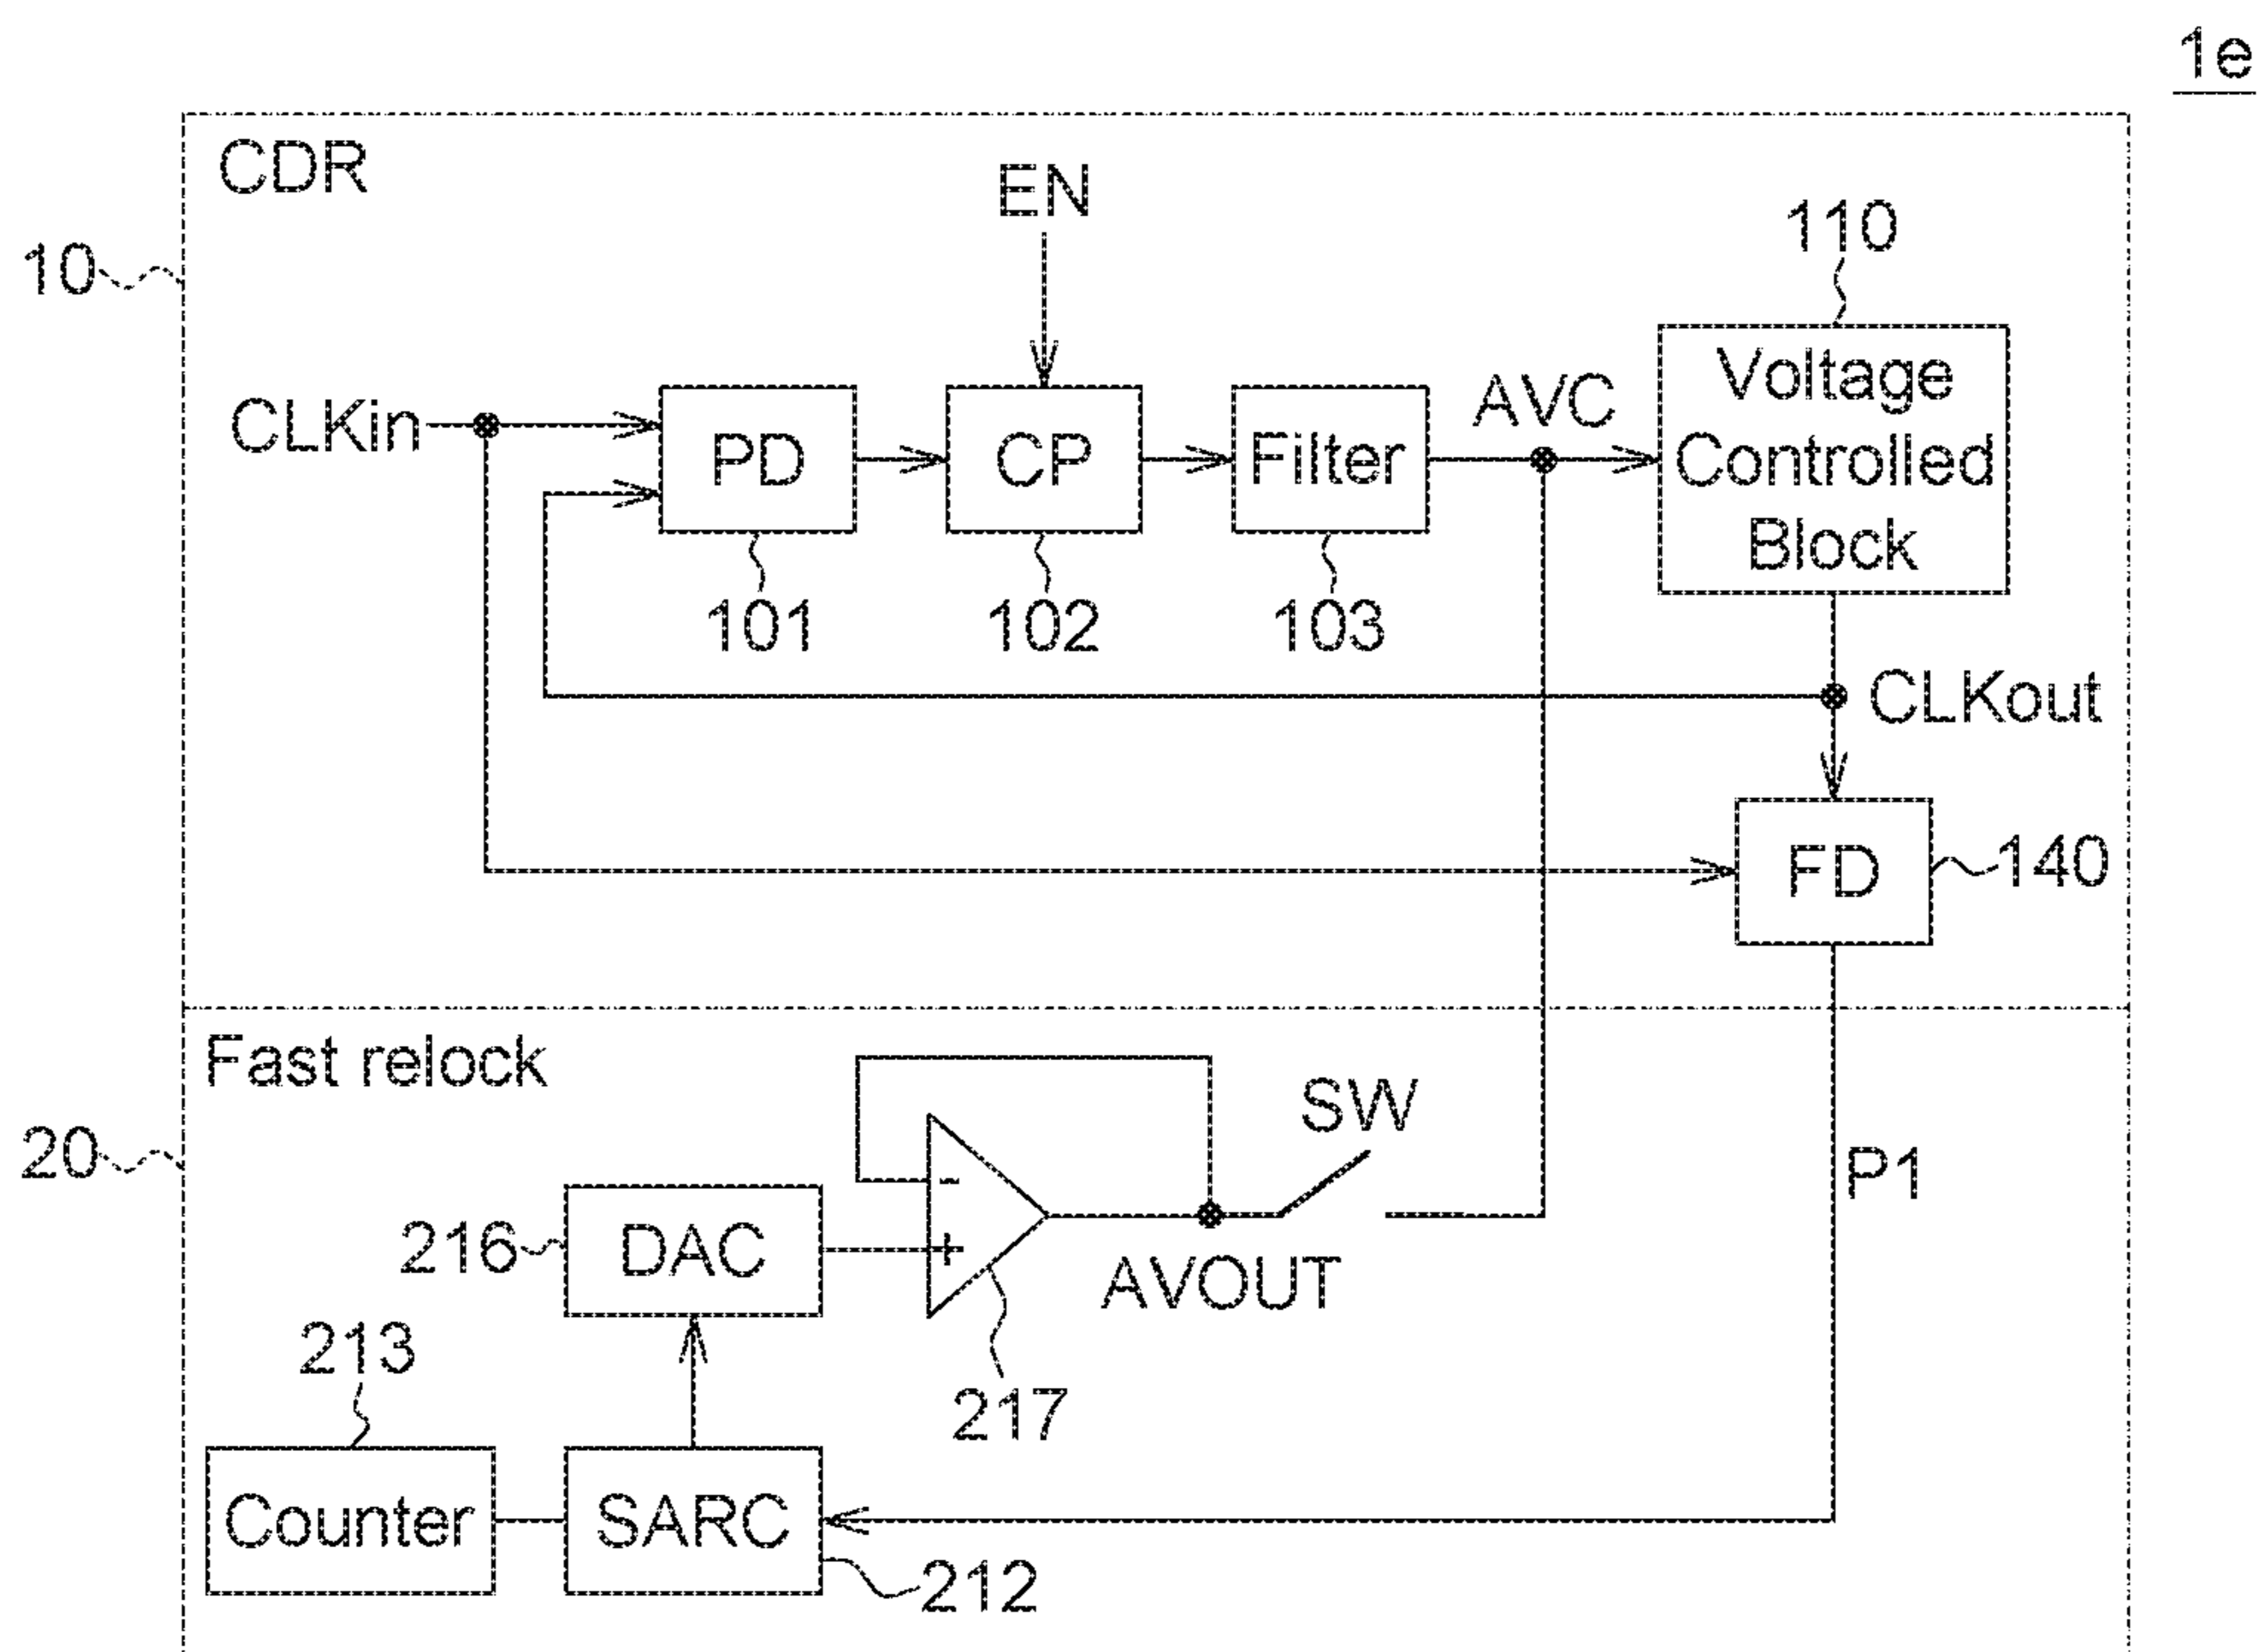 1e
CDR
EN
10
110
CLKin
PD
CP
Filter
AVC
Voltage
Controlled
Block
101
102
103
CLKout
FD
140
Fast relock
SW
20
P1
-
216
DAC
+
AVOUT
213
217
Counter
SARC
212